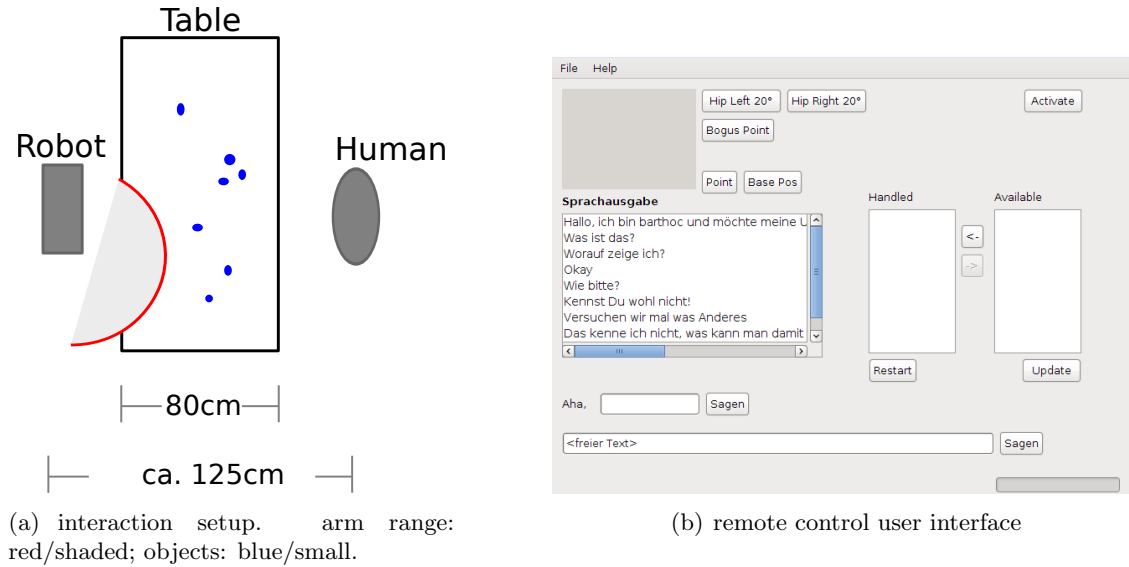 Table
Robot
Human
80cm
ca. 125cm
(a) interaction setup. arm range:
red/shaded; objects: blue/small.
File Help
Hip Left 20° Hip Right 20° Activate
Bogus Point
Point Base Pos
Sprachausgabe Handled Available
Hallo, ich bin barthoc und möchte meine U
Was ist das?
Worauf zeige ich?
Okay
Wie bitte?
Kennst Du wohl nicht!
Versuchen wir mal was Anderes
Das kenne ich nicht, was kann man damit
<-
->
Restart Update
Aha, Sagen
<freier Text> Sagen
(b) remote control user interface